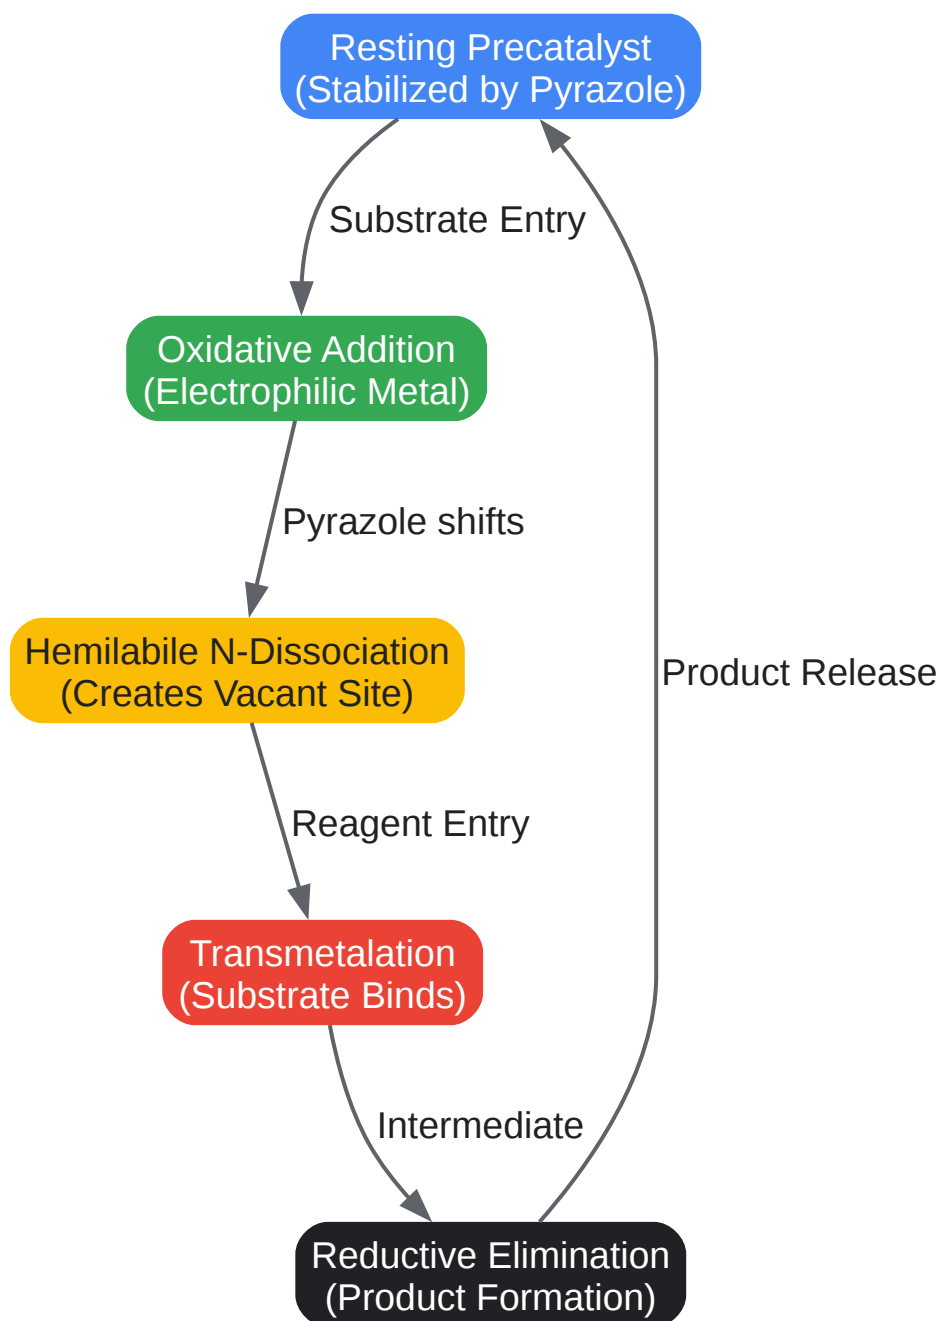 Resting Precatalyst
(Stabilized by Pyrazole)
Substrate Entry
Oxidative Addition
(Electrophilic Metal)
Pyrazole shifts
Hemilabile N-Dissociation
(Creates Vacant Site)
Product Release
Reagent Entry
Transmetalation
(Substrate Binds)
Intermediate
Reductive Elimination
(Product Formation)